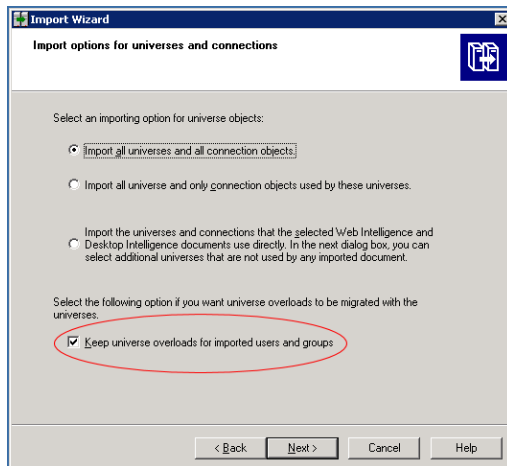 Import Wizard
Import options for universes and connections
Select an importing option for universe objects:
Import all universes and all connection objects.
Import all universe and only connection objects used by these universes.
Import the universes and connections that the selected Web Intelligence and
Desktop Intelligence documents use directly. In the next dialog box, you can
select additional universes that are not used by any imported document.
Select the following option if you want universe overloads to be migrated with the
universes.
Keep universe overloads for imported users and groups
< Back
Next >
Cancel
Help